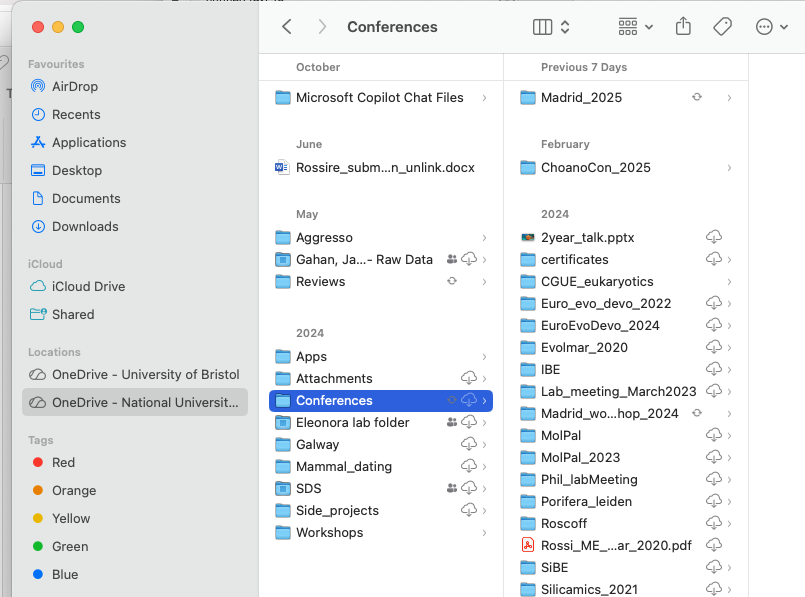 Conferences
Favourites
AirDrop
Recents
Applications
Desktop
Documents
Downloads
iCloud
iCloud Drive
Shared
Locations
OneDrive - University of Bristol
OneDrive - National Universit...
Tags
Red
Orange
Yellow
Green
Blue
October
Microsoft Copilot Chat Files
June
Rossire_subm...n_unlink.docx
May
Aggresso
Gahan, Ja...- Raw Data
Reviews
2024
Apps
Attachments
Conferences
Eleonora lab folder
Galway
Mammal_dating
SDS
Side_projects
Workshops
Previous 7 Days
Madrid_2025
February
ChoanoCon_2025
2024
2year_talk.pptx
certificates
CGUE_eukaryotics
Euro_evo_devo_2022
EuroEvoDevo_2024
Evolmar_2020
IBE
Lab_meeting_March2023
Madrid_wo...hop_2024
MolPal
MolPal_2023
Phil_labMeeting
Porifera_leiden
Roscoff
Rossi_ME_...ar_2020.pdf
SiBE
Silicamics_2021